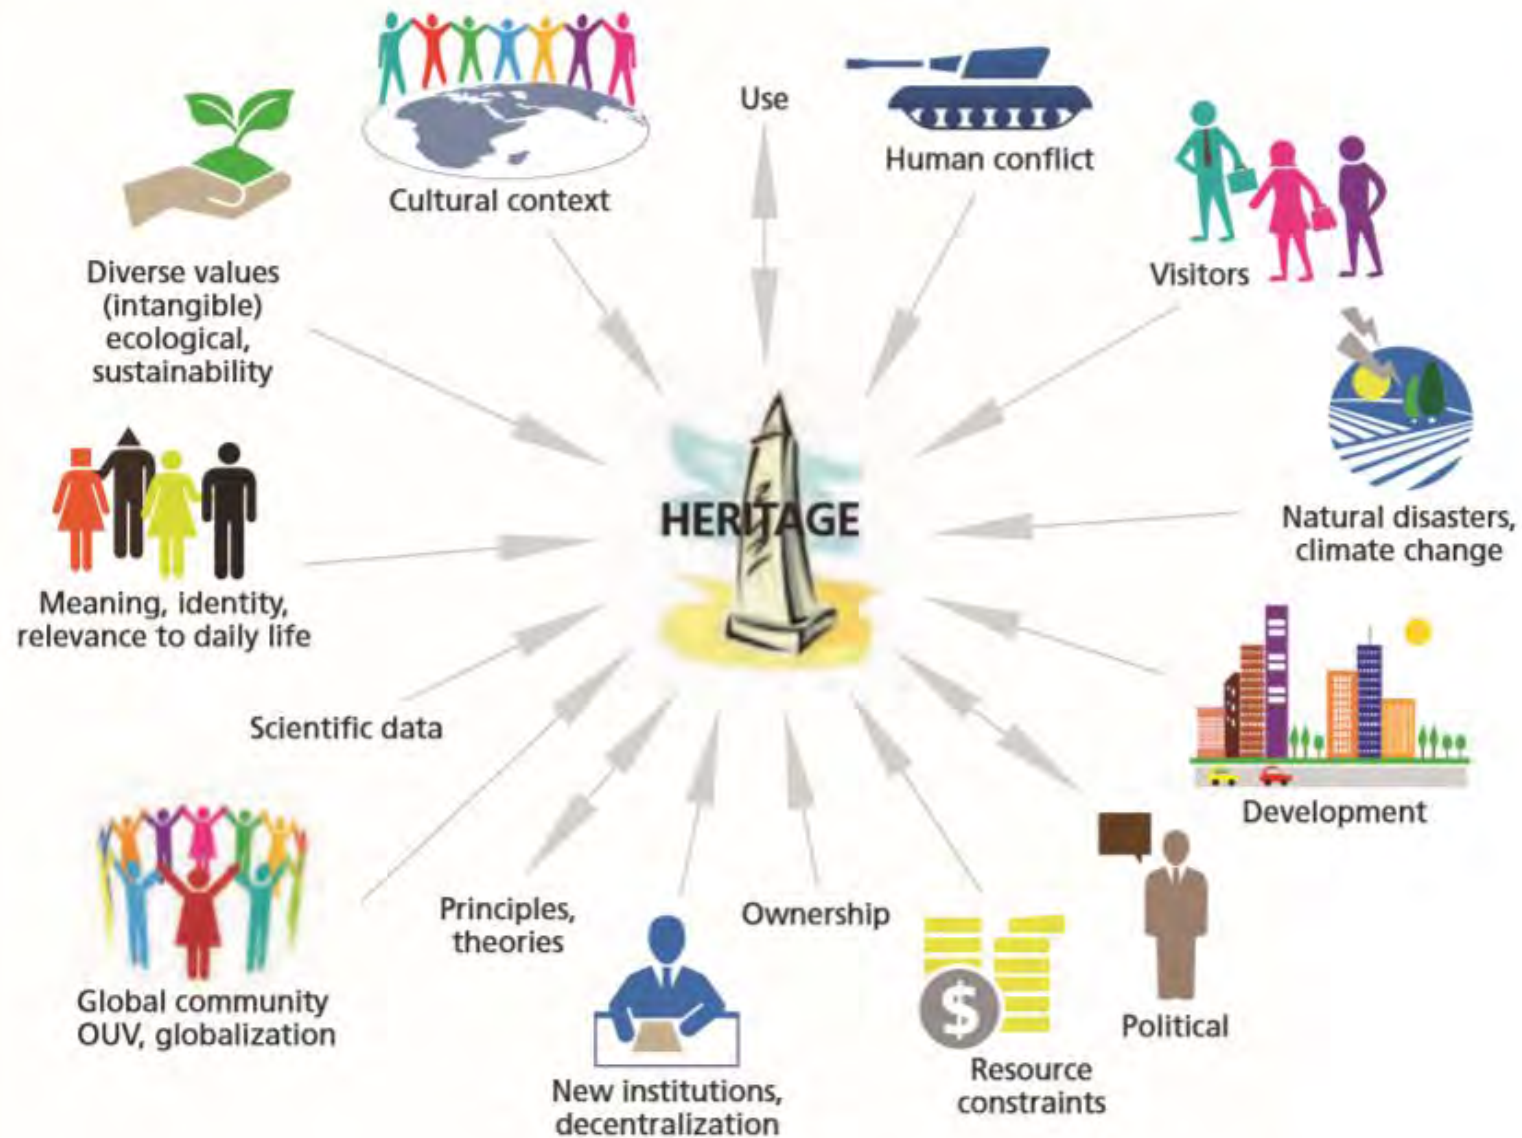 Use
Human conflict
Cultural context
Visitors
Diverse values
(intangible)
ecological,
sustainability
HERITAGE
Natural disasters,
climate change
Meaning, identity,
relevance to daily life
Scientific data
Development
Principles,
theories
Ownership
Global community
OUV, globalization
$
Political
New institutions,
decentralization
Resource
constraints